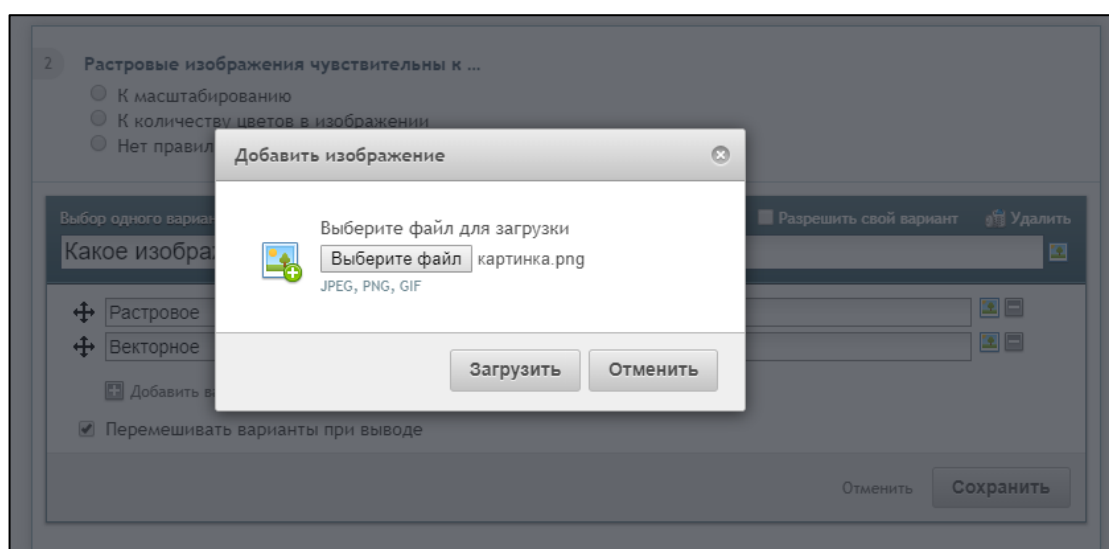 2 Растровые изображения чувствительны к ...
К масштабированию
К количеству цветов в изображении
Нет правил
Добавить изображение
Выберите файл для загрузки
Выберите файл картинка.png
JPEG, PNG, GIF
Загрузить Отменить
Выбор одного вариан Разрешить свой вариант Удалить
Какое изобра
Растровое
Векторное
Добавить в
Перемешивать варианты при выводе
Отменить Сохранить